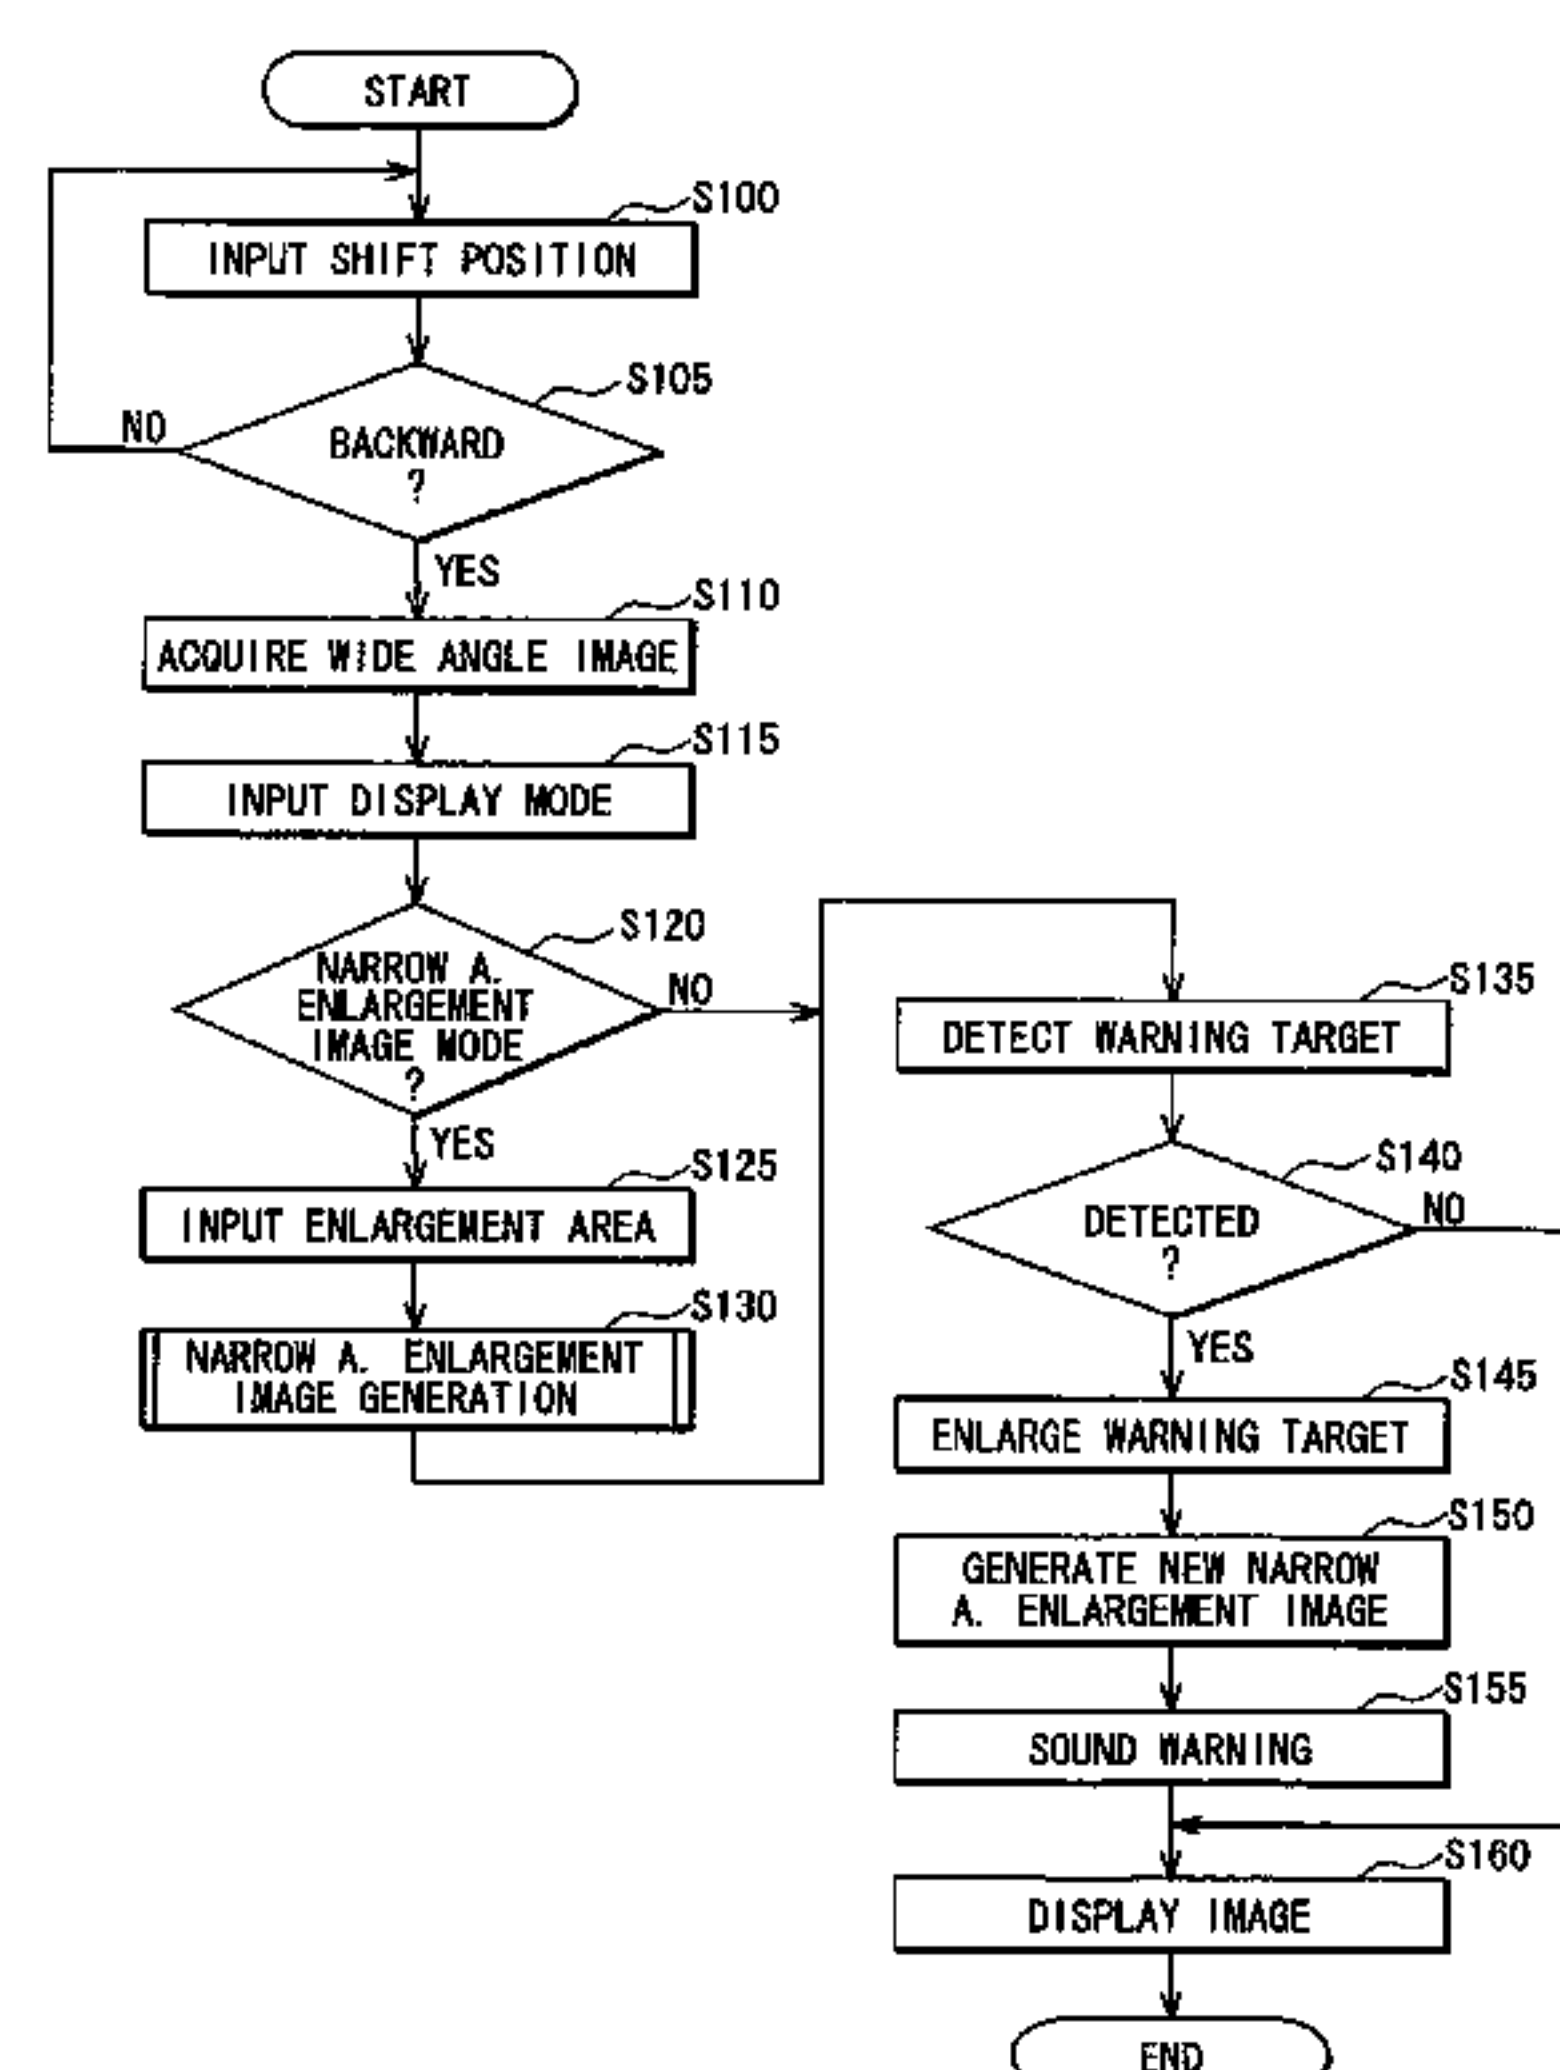 START
S100
INPUT SHIFT POSITION
S105
BACKWARD
?
NO
YES
S110
ACQUIRE WIDE ANGLE IMAGE
S115
INPUT DISPLAY MODE
S120
NARROW A.
ENLARGEMENT
IMAGE MODE
?
NO
YES
S125
INPUT ENLARGEMENT AREA
S130
NARROW A. ENLARGEMENT
IMAGE GENERATION
S135
DETECT WARNING TARGET
S140
DETECTED
?
NO
YES
S145
ENLARGE WARNING TARGET
S150
GENERATE NEW NARROW
A. ENLARGEMENT IMAGE
S155
SOUND WARNING
S160
DISPLAY IMAGE
END